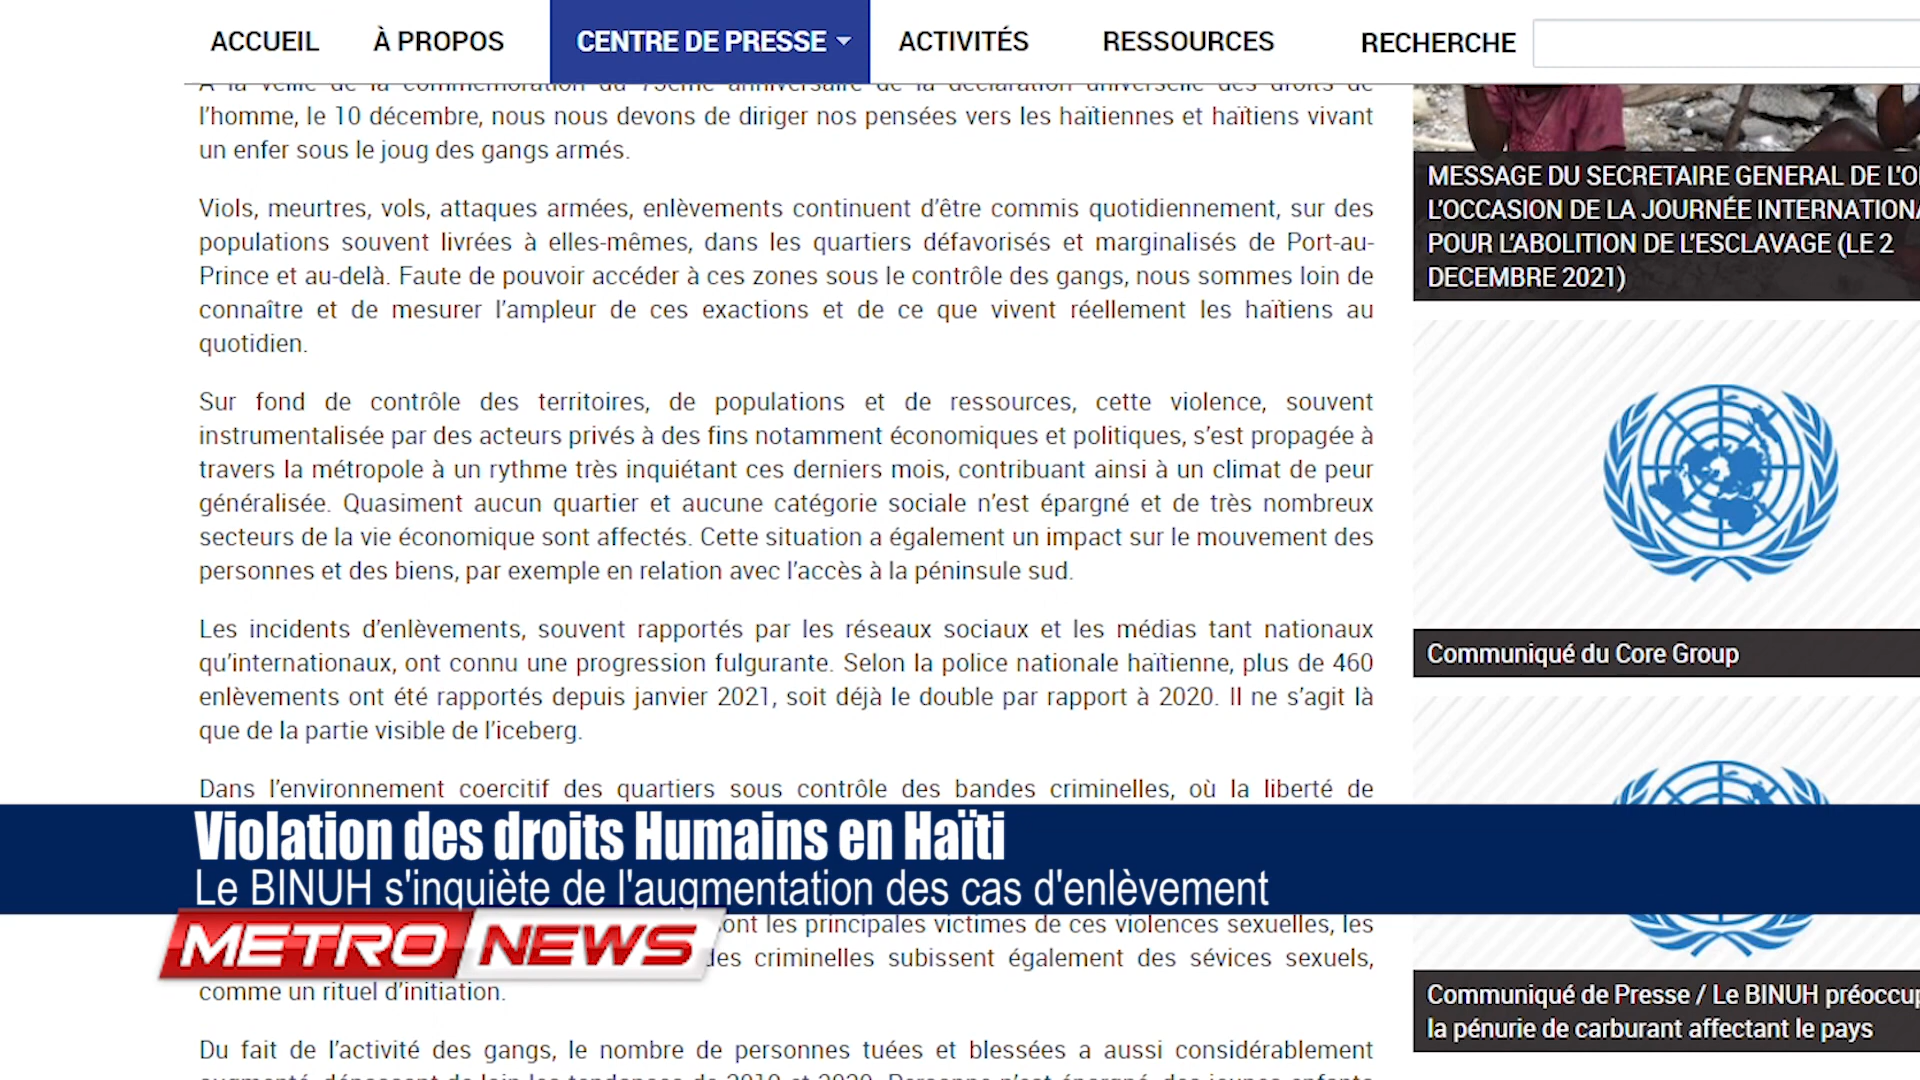 ACCUEIL À PROPOS CENTRE DE PRESSE ACTIVITÉS RESSOURCES RECHERCHE
A la veille de la commémoration du 73ème anniversaire de la déclaration universelle des droits de
l'homme, le 10 décembre, nous nous devons de diriger nos pensées vers les haïtiennes et haïtiens vivant
un enfer sous le joug des gangs armés.
Viols, meurtres, vols, attaques armées, enlèvements continuent d'être commis quotidiennement, sur des
populations souvent livrées à elles-mêmes, dans les quartiers défavorisés et marginalisés de Port-au-
Prince et au-delà. Faute de pouvoir accéder à ces zones sous le contrôle des gangs, nous sommes loin de
connaître et de mesurer l'ampleur de ces exactions et de ce que vivent réellement les haïtiens au
quotidien.
Sur fond de contrôle des territoires, de populations et de ressources, cette violence, souvent
instrumentalisée par des acteurs privés à des fins notamment économiques et politiques, s'est propagée à
travers la métropole à un rythme très inquiétant ces derniers mois, contribuant ainsi à un climat de peur
généralisée. Quasiment aucun quartier et aucune catégorie sociale n'est épargné et de très nombreux
secteurs de la vie économique sont affectés. Cette situation a également un impact sur le mouvement des
personnes et des biens, par exemple en relation avec l'accès à la péninsule sud.
Les incidents d'enlèvements, souvent rapportés par les réseaux sociaux et les médias tant nationaux
qu'internationaux, ont connu une progression fulgurante. Selon la police nationale haïtienne, plus de 460
enlèvements ont été rapportés depuis janvier 2021, soit déjà le double par rapport à 2020. Il ne s'agit là
que de la partie visible de l'iceberg.
Dans l'environnement coercitif des quartiers sous contrôle des bandes criminelles, où la liberté de
Violation des droits Humains en Haïti
Le BINUH s'inquiète de l'augmentation des cas d'enlèvement
METRO NEWS
ont les principales victimes de ces violences sexuelles, les
des criminelles subissent également des sévices sexuels,
comme un rituel d'initiation.
Du fait de l'activité des gangs, le nombre de personnes tuées et blessées a aussi considérablement
MESSAGE DU SECRETAIRE GENERAL DE L'O
L'OCCASION DE LA JOURNÉE INTERNATION
POUR L'ABOLITION DE L'ESCLAVAGE (LE 2
DECEMBRE 2021)
Communiqué du Core Group
Communiqué de Presse / Le BINUH préoccup
la pénurie de carburant affectant le pays